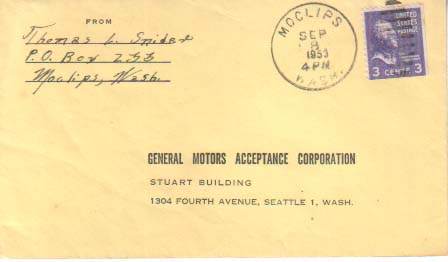 FROM
Thomas L. Snider
P.O. Box 253
Moclips, Wash.
MOCLIPS
SEP
8
1953
4 PM
WASH.
UNITED
STATES
POSTAGE
3 CENTS 3
GENERAL MOTORS ACCEPTANCE CORPORATION
STUART BUILDING
1304 FOURTH AVENUE, SEATTLE 1, WASH.